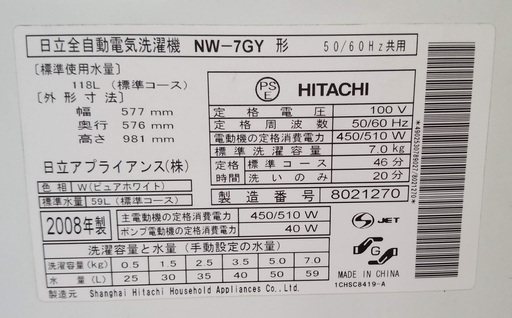 日立全自動電気洗濯機 NW-7GY 形 50/60Hz共用
[標準使用水量]
118L (標準コース)
[外形寸法]
幅 577 mm
奥行 576 mm
高さ 981 mm
日立アプライアンス(株)
色相 W(ピュアホワイト)
標準水量 59L(標準コース)
PS
E
HITACHI
定格電圧 100 V
定格周波数 50/60 Hz
電動機の定格消費電力 450/510 W
標準洗濯容量 7.0 kg
定格 標準コース 46分
時間 洗い 20分
製造番号 8021270
2008年製
主電動機の定格消費電力 450/510 W
ポンプ電動機の定格消費電力 40 W
S JET
洗濯容量と水量 (手動設定の水量)
洗濯容量(kg) 0.5 1.5 2.5 3.5 5.0 7.0
水量(L) 25 30 35 40 50 59
製造元 Shanghai Hitachi Household Appliances Co., Ltd.
G
MADE IN CHINA
1CHSC8419-A